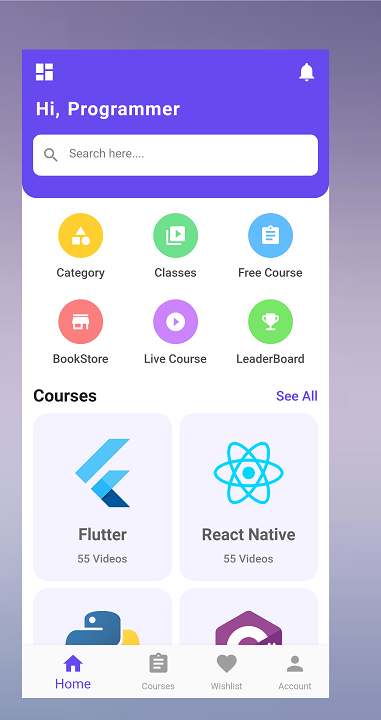 Hi, Programmer
Search here....
Category Classes Free Course
BookStore Live Course LeaderBoard
Courses See All
Flutter React Native
55 Videos 55 Videos
Home Courses Wishlist Account